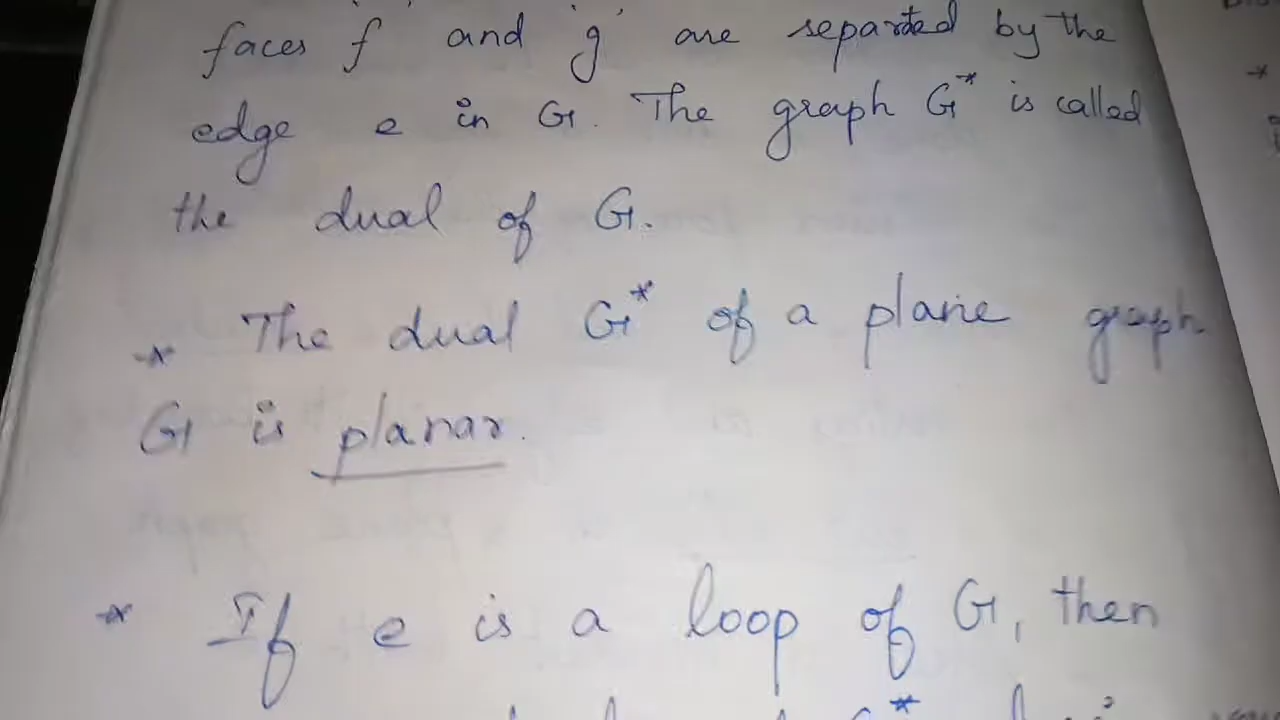 faces f and 'g' are separated by the
edge e in G. The graph G* is called
the dual of G.
* The dual G* of a plane graph
G is planar.
* If e is a loop of G, then
G*